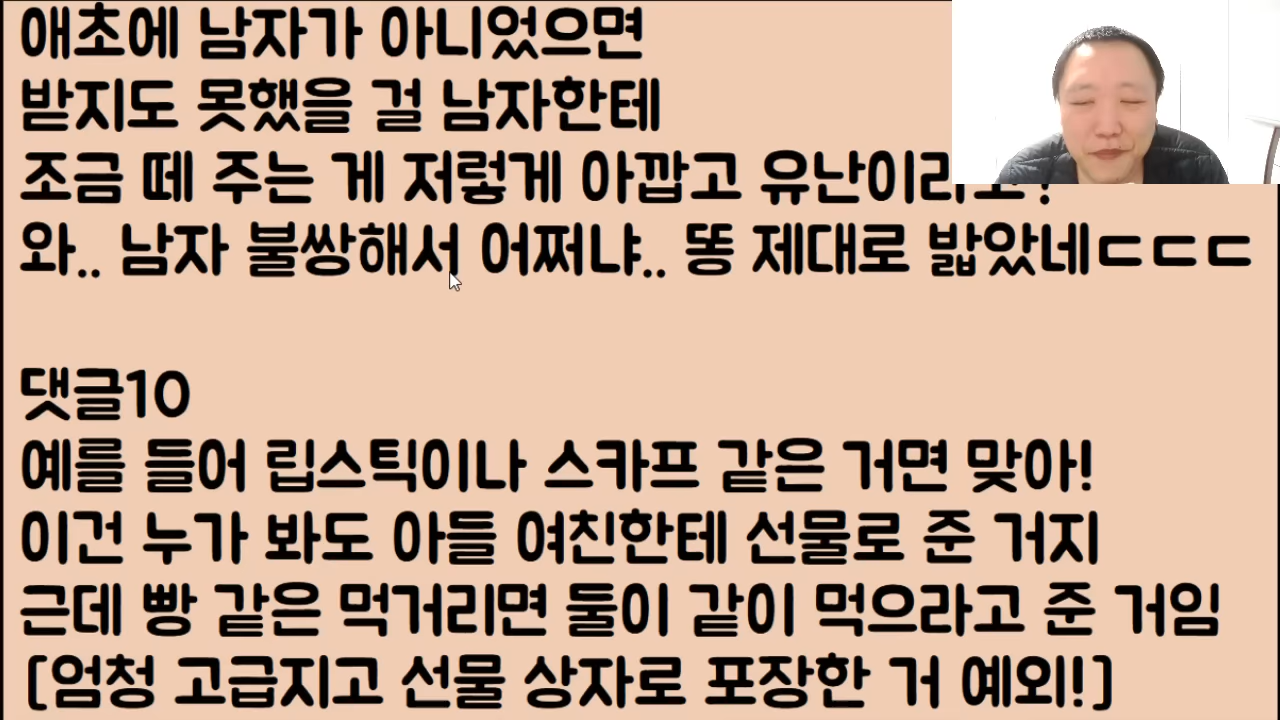 애초에 남자가 아니었으면
받지도 못했을 걸 남자한테
조금 떼 주는 게 저렇게 아깝고 유난이라고?
와.. 남자 불쌍해서 어쩌냐.. 똥 제대로 밟았네ㄷㄷㄷ
댓글10
예를 들어 립스틱이나 스카프 같은 거면 맞아!
이건 누가 봐도 아들 여친한테 선물로 준 거지
근데 빵 같은 먹거리면 둘이 같이 먹으라고 준 거임
[엄청 고급지고 선물 상자로 포장한 거 예외!]